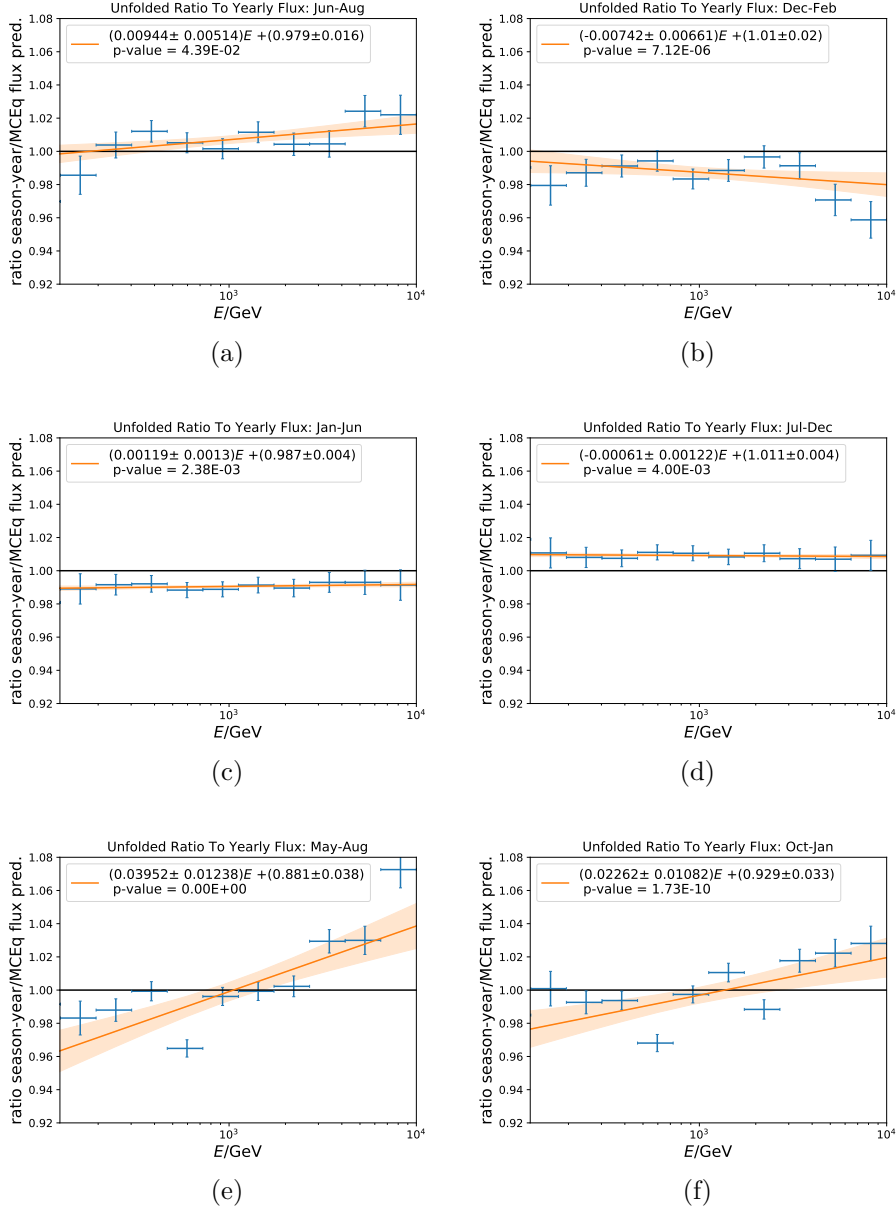 Unfolded Ratio To Yearly Flux: Jun-Aug
(0.00944± 0.00514)E +(0.979±0.016)
p-value = 4.39E-02
ratio season-year/MCEq flux pred.
1.08
1.06
1.04
1.02
1.00
0.98
0.96
0.94
0.92
10³
10⁴
E/GeV
(a)
Unfolded Ratio To Yearly Flux: Dec-Feb
(-0.00742± 0.00661)E +(1.01±0.02)
p-value = 7.12E-06
ratio season-year/MCEq flux pred.
1.08
1.06
1.04
1.02
1.00
0.98
0.96
0.94
0.92
10³
10⁴
E/GeV
(b)
Unfolded Ratio To Yearly Flux: Jan-Jun
(0.00119± 0.0013)E +(0.987±0.004)
p-value = 2.38E-03
ratio season-year/MCEq flux pred.
1.08
1.06
1.04
1.02
1.00
0.98
0.96
0.94
0.92
10³
10⁴
E/GeV
(c)
Unfolded Ratio To Yearly Flux: Jul-Dec
(-0.00061± 0.00122)E +(1.011±0.004)
p-value = 4.00E-03
ratio season-year/MCEq flux pred.
1.08
1.06
1.04
1.02
1.00
0.98
0.96
0.94
0.92
10³
10⁴
E/GeV
(d)
Unfolded Ratio To Yearly Flux: May-Aug
(0.03952± 0.01238)E +(0.881±0.038)
p-value = 0.00E+00
ratio season-year/MCEq flux pred.
1.08
1.06
1.04
1.02
1.00
0.98
0.96
0.94
0.92
10³
10⁴
E/GeV
(e)
Unfolded Ratio To Yearly Flux: Oct-Jan
(0.02262± 0.01082)E +(0.929±0.033)
p-value = 1.73E-10
ratio season-year/MCEq flux pred.
1.08
1.06
1.04
1.02
1.00
0.98
0.96
0.94
0.92
10³
10⁴
E/GeV
(f)